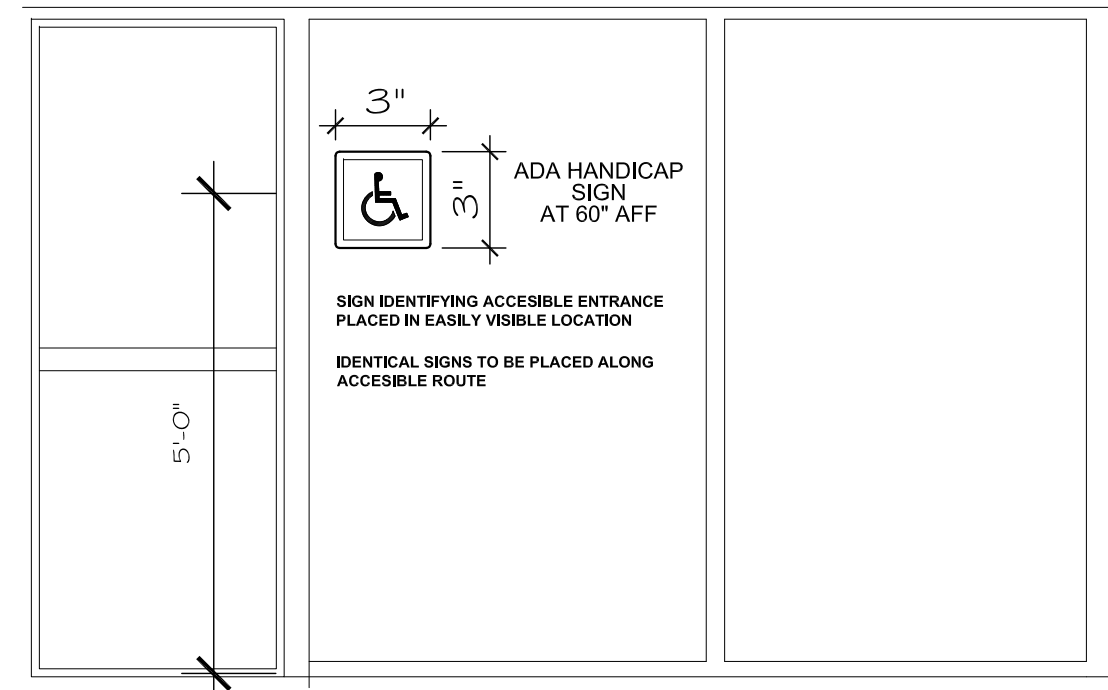 3"
3"
ADA HANDICAP
SIGN
AT 60" AFF
SIGN IDENTIFYING ACCESIBLE ENTRANCE
PLACED IN EASILY VISIBLE LOCATION
IDENTICAL SIGNS TO BE PLACED ALONG
ACCESIBLE ROUTE
5'-0"